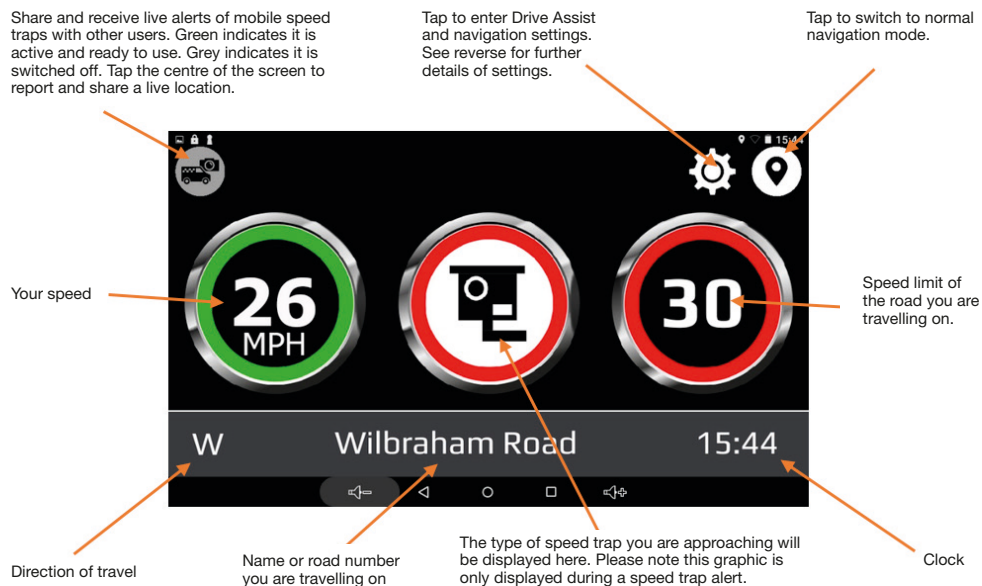 Share and receive live alerts of mobile speed
traps with other users. Green indicates it is
active and ready to use. Grey indicates it is
switched off. Tap the centre of the screen to
report and share a live location.
Tap to enter Drive Assist
and navigation settings.
See reverse for further
details of settings.
Tap to switch to normal
navigation mode.
15:44
Your speed
26
MPH
30
Speed limit of
the road you are
travelling on.
W
Wilbraham Road
15:44
Direction of travel
Name or road number
you are travelling on
The type of speed trap you are approaching will
be displayed here. Please note this graphic is
only displayed during a speed trap alert.
Clock